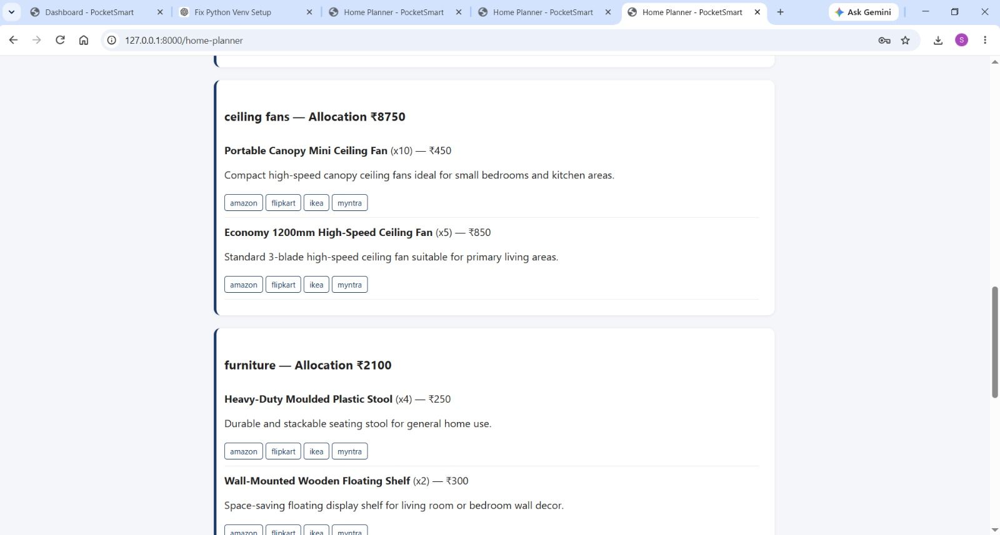 Dashboard - PocketSmart
Fix Python Venv Setup
Home Planner - PocketSmart
Home Planner - PocketSmart
Home Planner - PocketSmart
Ask Gemini
127.0.0.1:8000/home-planner
S
ceiling fans — Allocation ₹8750
Portable Canopy Mini Ceiling Fan (x10) — ₹450
Compact high-speed canopy ceiling fans ideal for small bedrooms and kitchen areas.
amazon flipkart ikea myntra
Economy 1200mm High-Speed Ceiling Fan (x5) — ₹850
Standard 3-blade high-speed ceiling fan suitable for primary living areas.
amazon flipkart ikea myntra
furniture — Allocation ₹2100
Heavy-Duty Moulded Plastic Stool (x4) — ₹250
Durable and stackable seating stool for general home use.
amazon flipkart ikea myntra
Wall-Mounted Wooden Floating Shelf (x2) — ₹300
Space-saving floating display shelf for living room or bedroom wall decor.
amazon flipkart ikea myntra